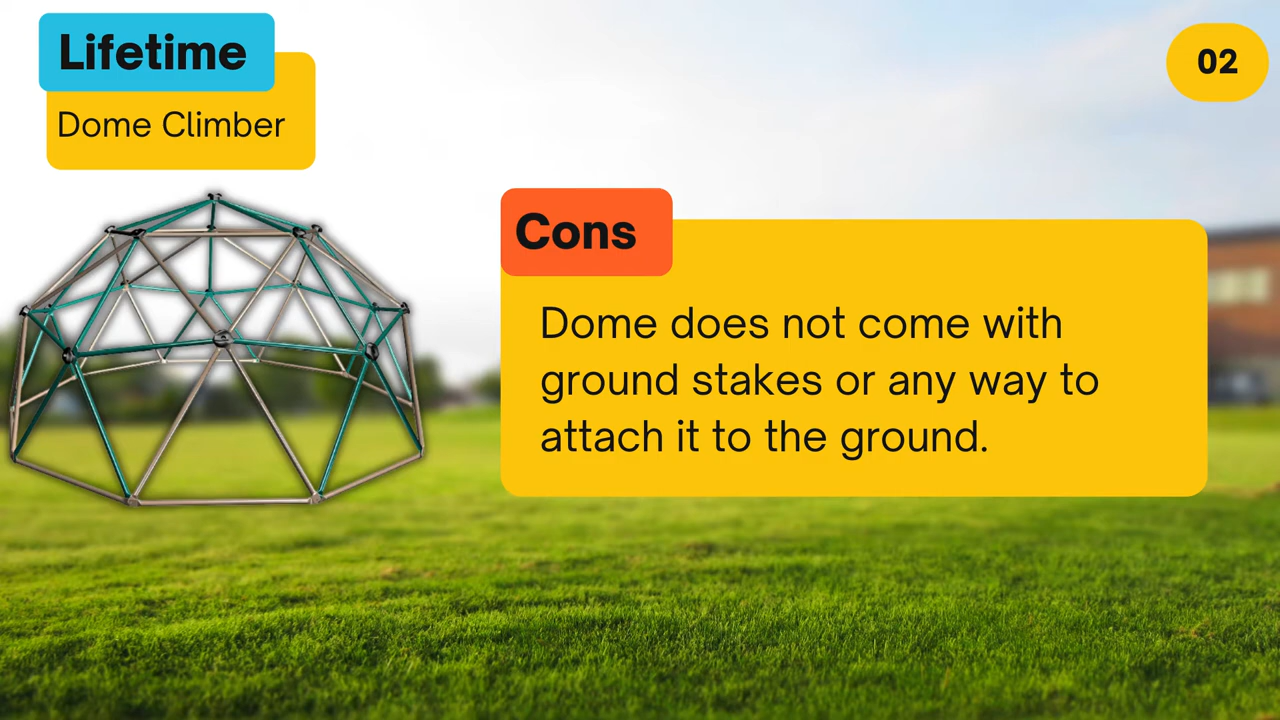 Lifetime
Dome Climber
02
Cons
Dome does not come with
ground stakes or any way to
attach it to the ground.